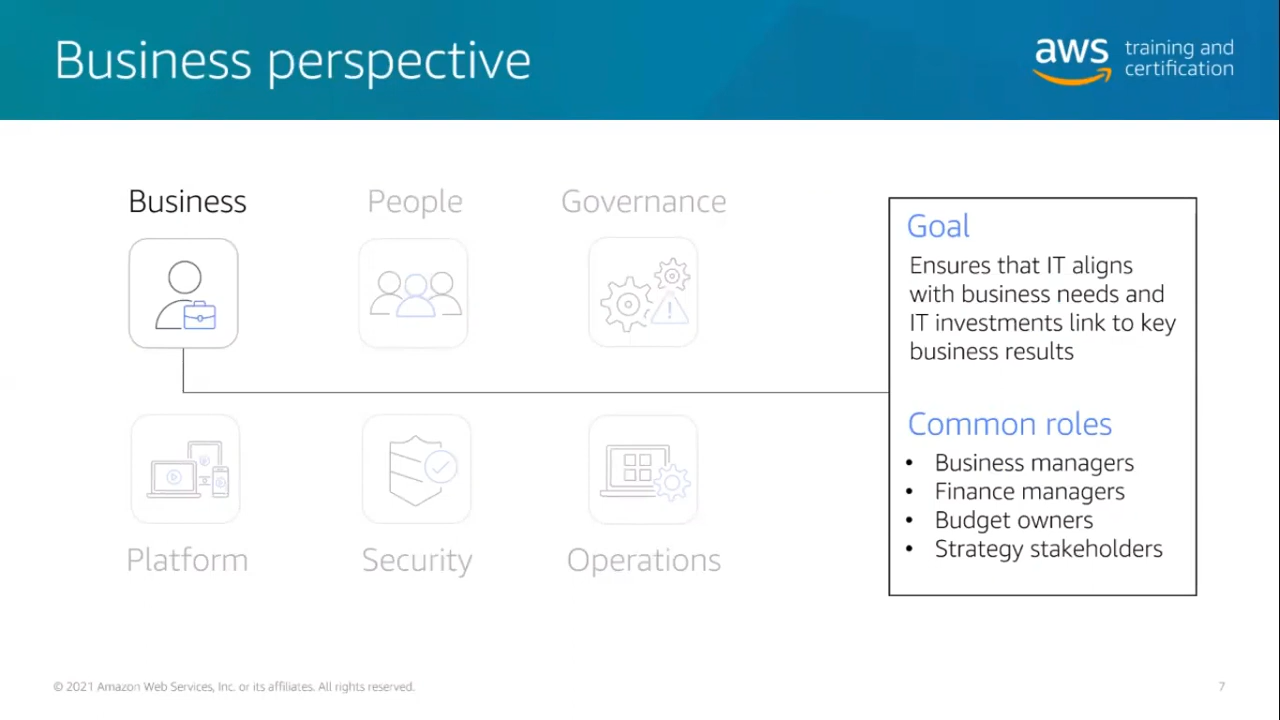 Business perspective
aws training and
certification
Business
People
Governance
Platform
Security
Operations
Goal
Ensures that IT aligns
with business needs and
IT investments link to key
business results
Common roles
• Business managers
• Finance managers
• Budget owners
• Strategy stakeholders
© 2021 Amazon Web Services, Inc. or its affiliates. All rights reserved.
7